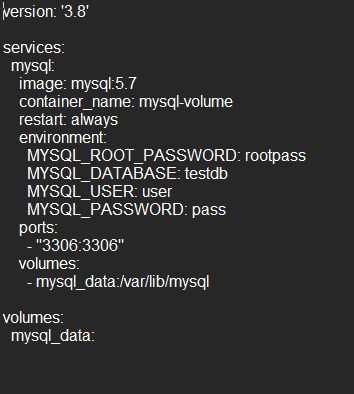 version: '3.8'

services:
  mysql:
    image: mysql:5.7
    container_name: mysql-volume
    restart: always
    environment:
      MYSQL_ROOT_PASSWORD: rootpass
      MYSQL_DATABASE: testdb
      MYSQL_USER: user
      MYSQL_PASSWORD: pass
    ports:
      - "3306:3306"
    volumes:
      - mysql_data:/var/lib/mysql

volumes:
  mysql_data: